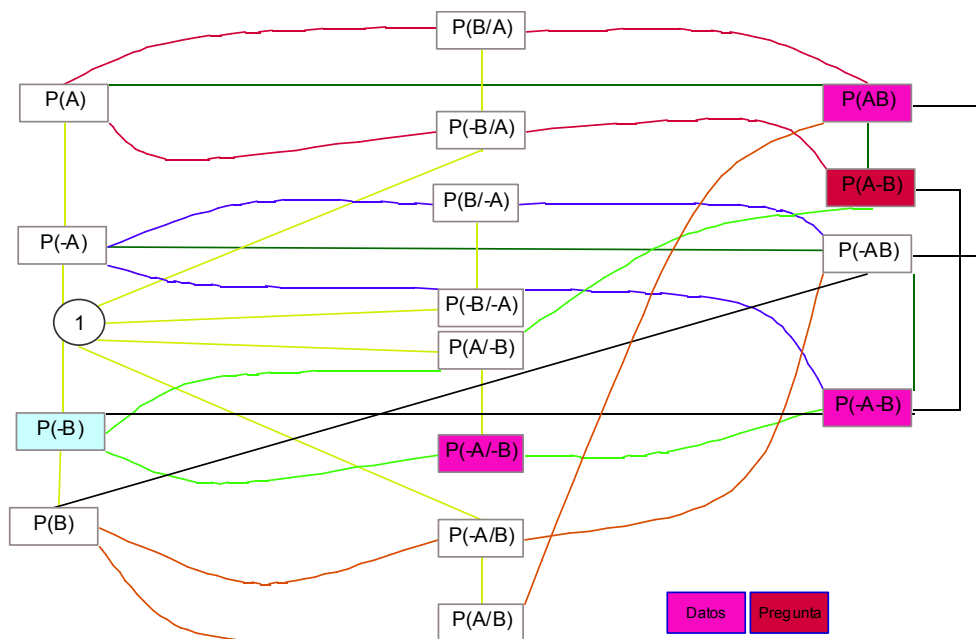 P(B/A)
P(A)
P(AB)
P(-B/A)
P(A-B)
P(B/-A)
P(-A)
P(-AB)
P(-B/-A)
1
P(A/-B)
P(-A-B)
P(-B)
P(-A/-B)
P(B)
P(-A/B)
P(A/B)
Datos
Pregunta